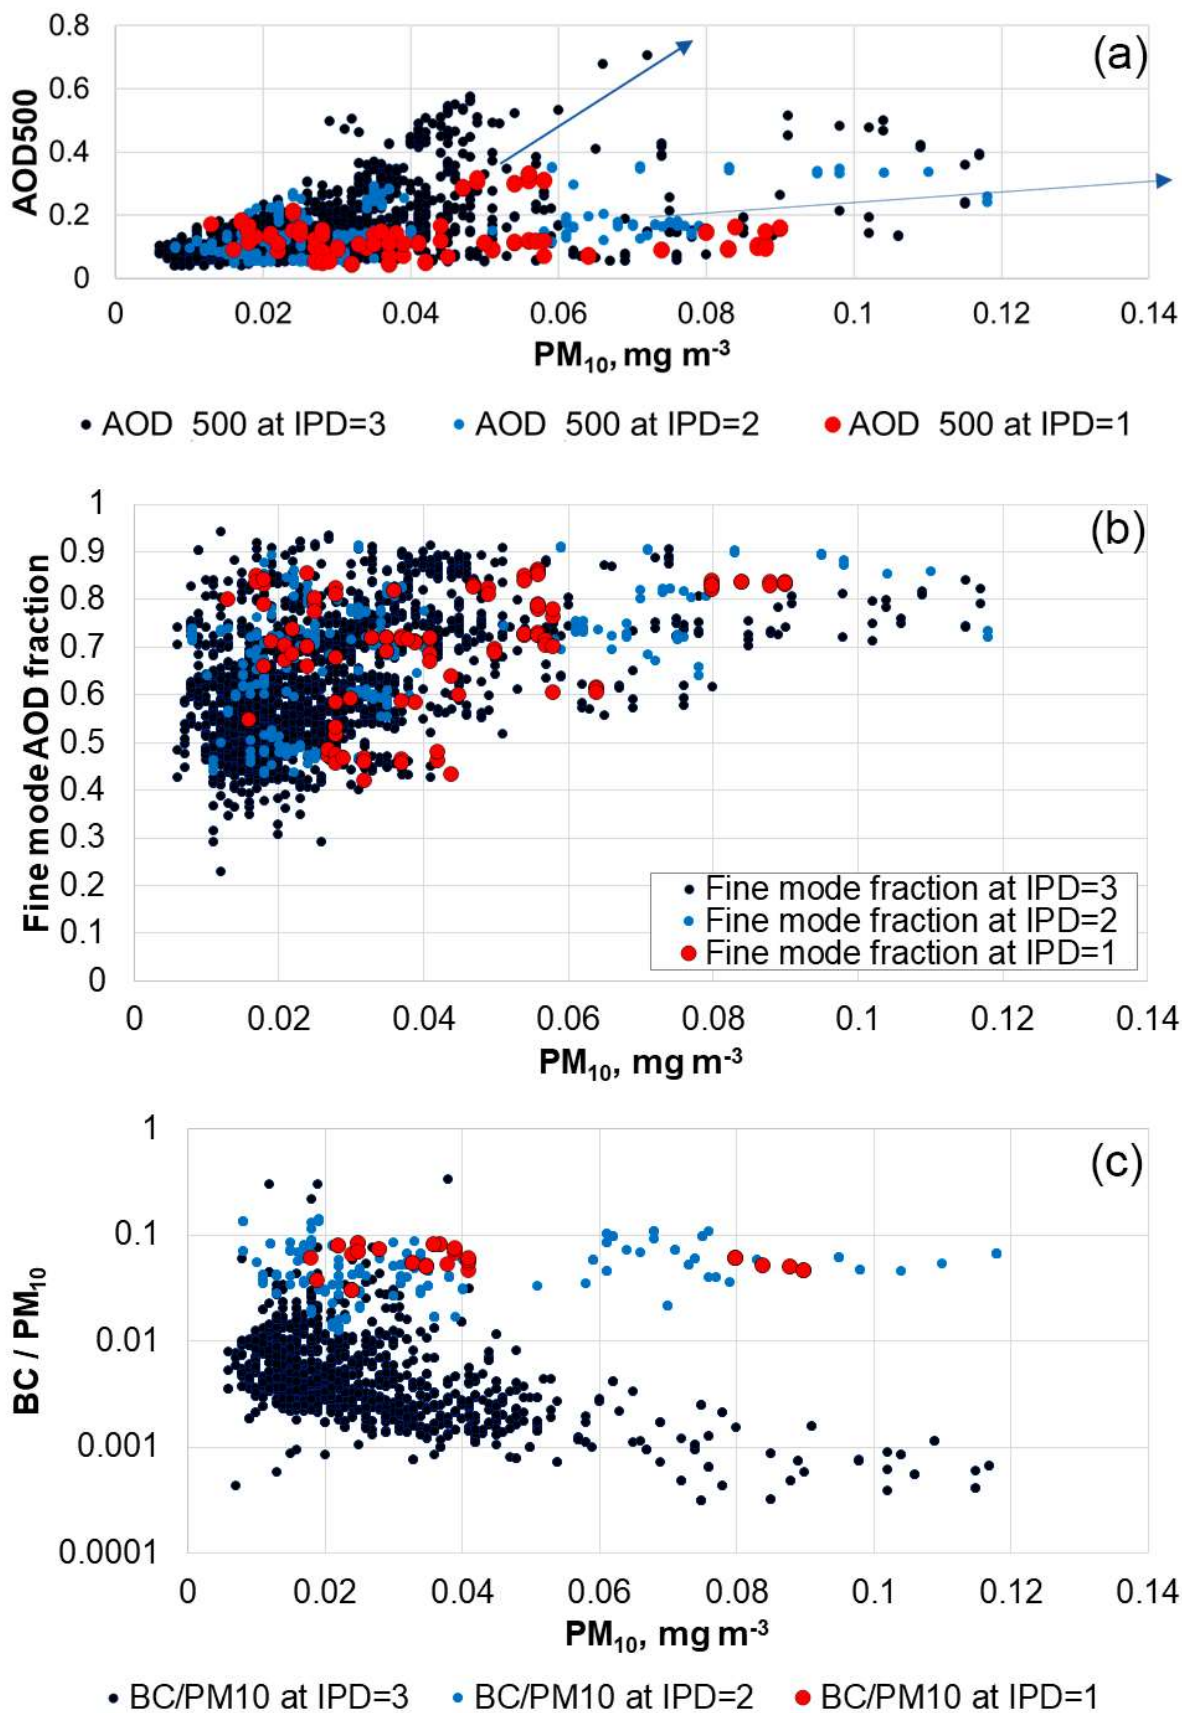 (a)
AOD500
0.8
0.6
0.4
0.2
0
0 0.02 0.04 0.06 0.08 0.1 0.12 0.14
PM10, mg m-3
AOD 500 at IPD=3 AOD 500 at IPD=2 AOD 500 at IPD=1
(b)
Fine mode AOD fraction
1
0.9
0.8
0.7
0.6
0.5
0.4
0.3
0.2
0.1
0
Fine mode fraction at IPD=3
Fine mode fraction at IPD=2
Fine mode fraction at IPD=1
0 0.02 0.04 0.06 0.08 0.1 0.12 0.14
PM10, mg m-3
(c)
BC / PM10
1
0.1
0.01
0.001
0.0001
0 0.02 0.04 0.06 0.08 0.1 0.12 0.14
PM10, mg m-3
BC/PM10 at IPD=3 BC/PM10 at IPD=2 BC/PM10 at IPD=1